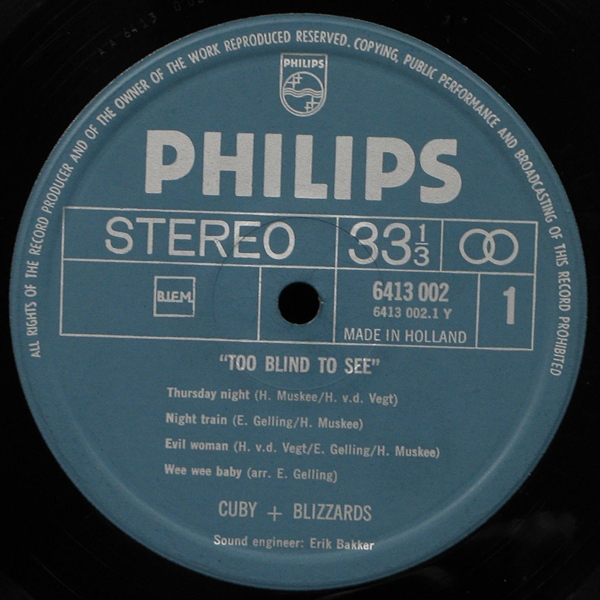 ALL RIGHTS OF THE RECORD PRODUCER AND OF THE OWNER OF THE WORK REPRODUCED RESERVED. COPYING, PUBLIC PERFORMANCE AND BROADCASTING OF THIS RECORD PROHIBITED
PHILIPS
PHILIPS
STEREO 33⅓
B.I.E.M. 6413 002 1
6413 002.1 Y
MADE IN HOLLAND
"TOO BLIND TO SEE"
Thursday night (H. Muskee/H. v.d. Vegt)
Night train (E. Gelling/H. Muskee)
Evil woman (H. v.d. Vegt/E. Gelling/H. Muskee)
Wee wee baby (arr. E. Gelling)
CUBY + BLIZZARDS
Sound engineer: Erik Bakker